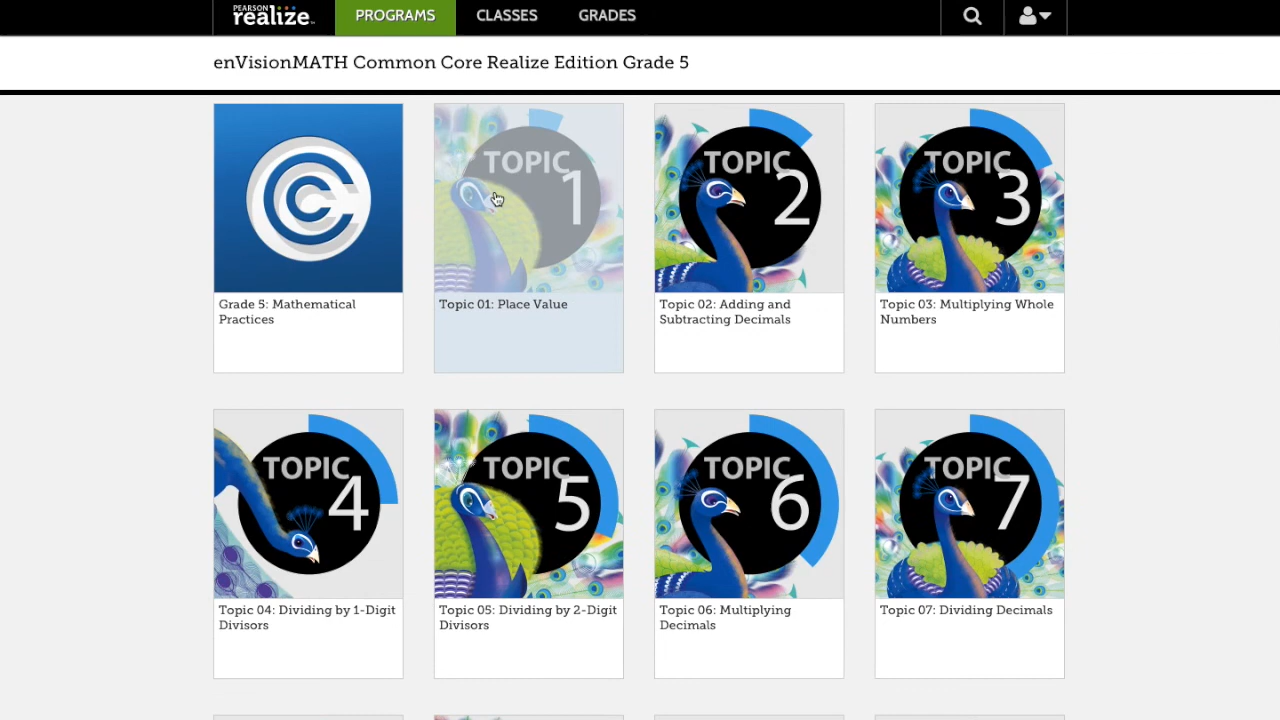 PEARSON
realize
PROGRAMS
CLASSES
GRADES
enVisionMATH Common Core Realize Edition Grade 5
Grade 5: Mathematical
Practices
TOPIC
1
Topic 01: Place Value
TOPIC
2
Topic 02: Adding and
Subtracting Decimals
TOPIC
3
Topic 03: Multiplying Whole
Numbers
TOPIC
4
Topic 04: Dividing by 1-Digit
Divisors
TOPIC
5
Topic 05: Dividing by 2-Digit
Divisors
TOPIC
6
Topic 06: Multiplying
Decimals
TOPIC
7
Topic 07: Dividing Decimals